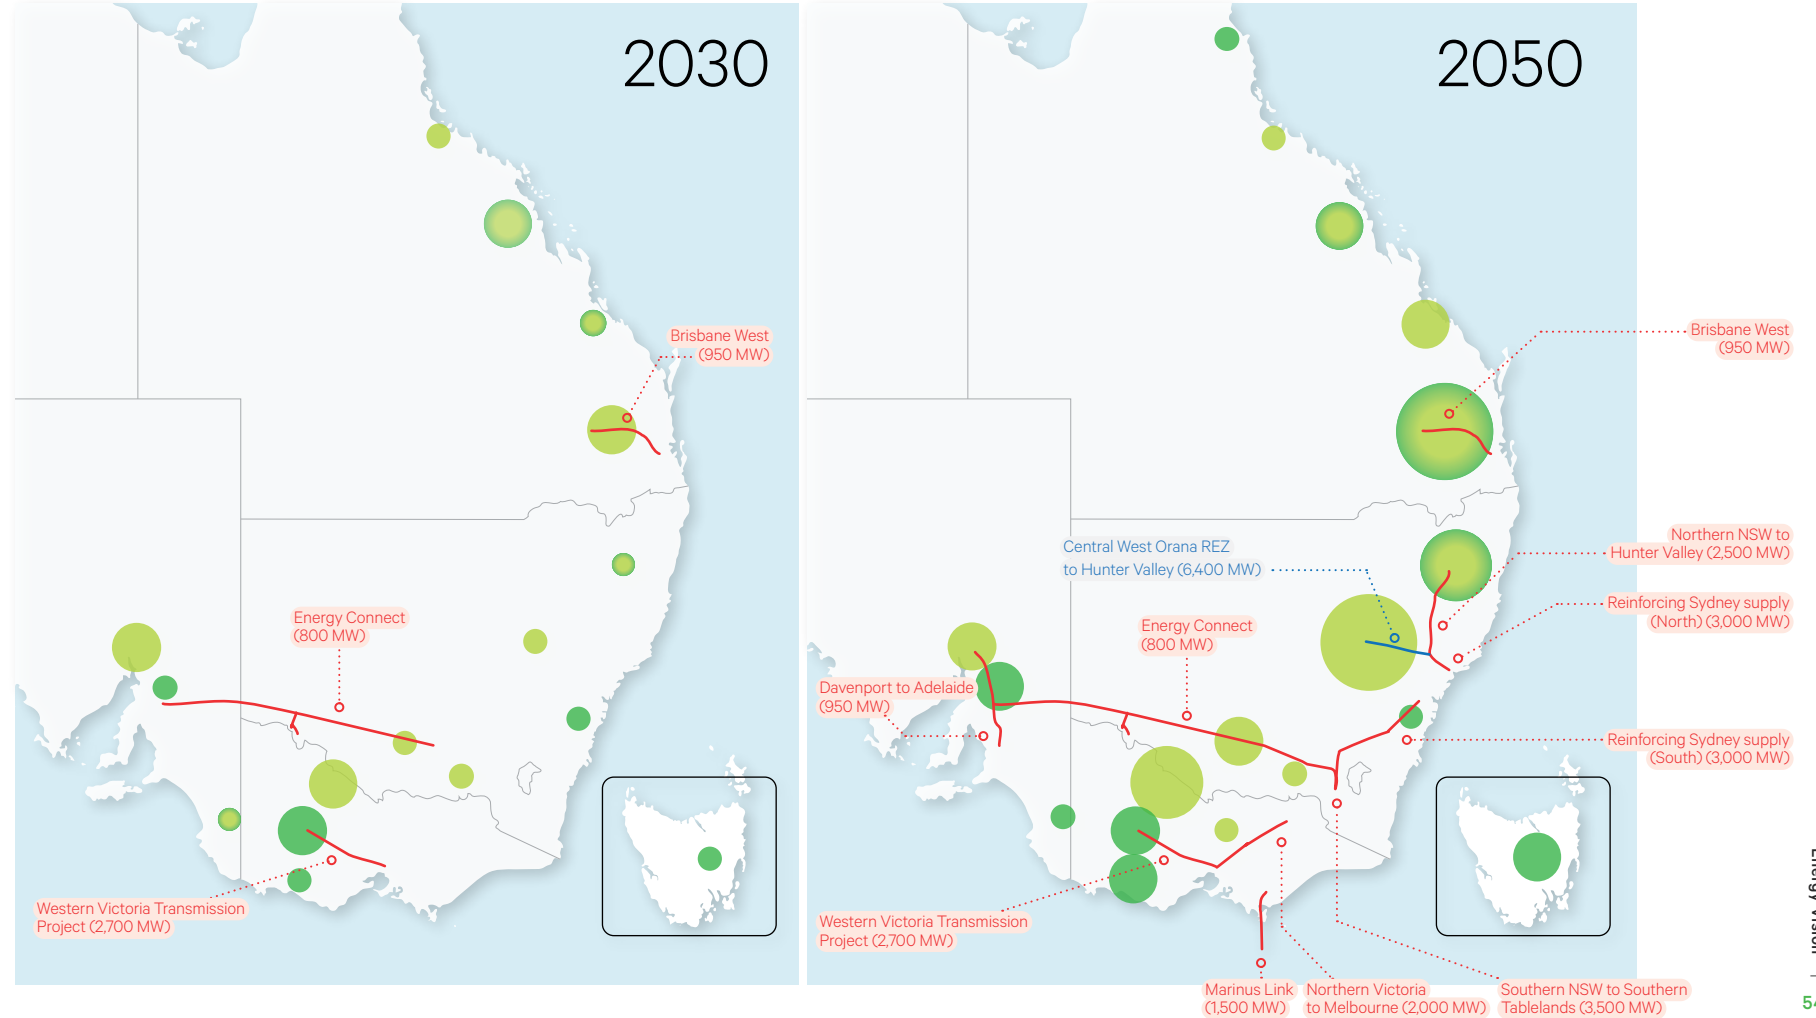 2030
Brisbane West
(950 MW)
Energy Connect
(800 MW)
Western Victoria Transmission
Project (2,700 MW)
2050
Brisbane West
(950 MW)
Northern NSW to
Hunter Valley (2,500 MW)
Central West Orana REZ
to Hunter Valley (6,400 MW)
Reinforcing Sydney supply
(North) (3,000 MW)
Energy Connect
(800 MW)
Davenport to Adelaide
(950 MW)
Reinforcing Sydney supply
(South) (3,000 MW)
Western Victoria Transmission
Project (2,700 MW)
Marinus Link
(1,500 MW)
Northern Victoria
to Melbourne (2,000 MW)
Southern NSW to Southern
Tablelands (3,500 MW)
Energy Vision